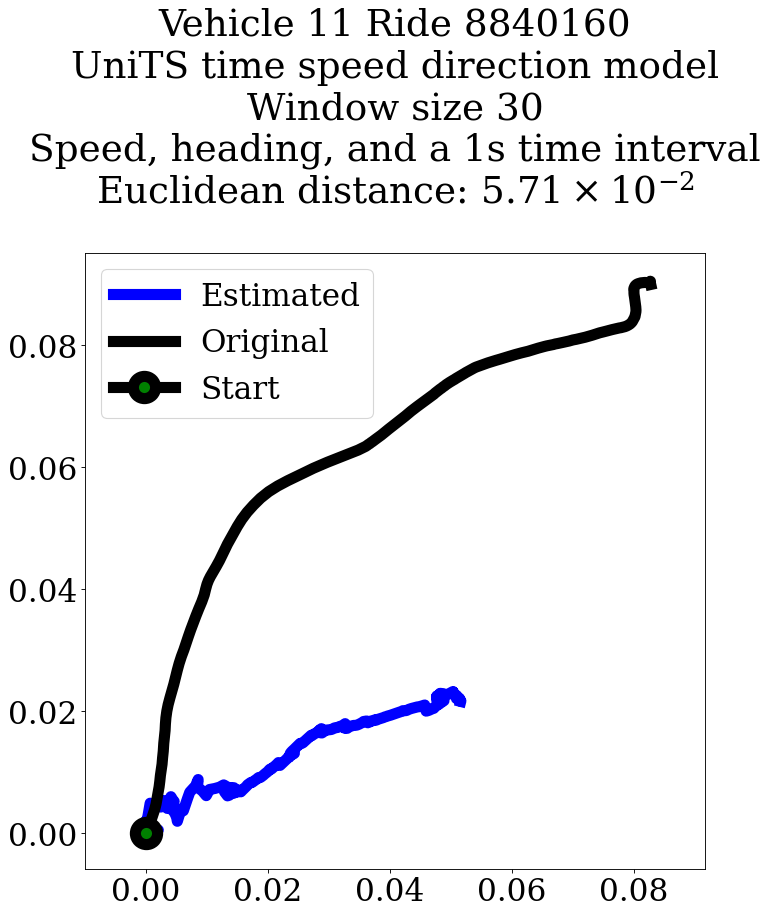 Vehicle 11 Ride 8840160
UniTS time speed direction model
Window size 30
Speed, heading, and a 1s time interval
Euclidean distance: 5.71 × 10⁻²
Estimated
Original
Start
0.08
0.06
0.04
0.02
0.00
0.00 0.02 0.04 0.06 0.08